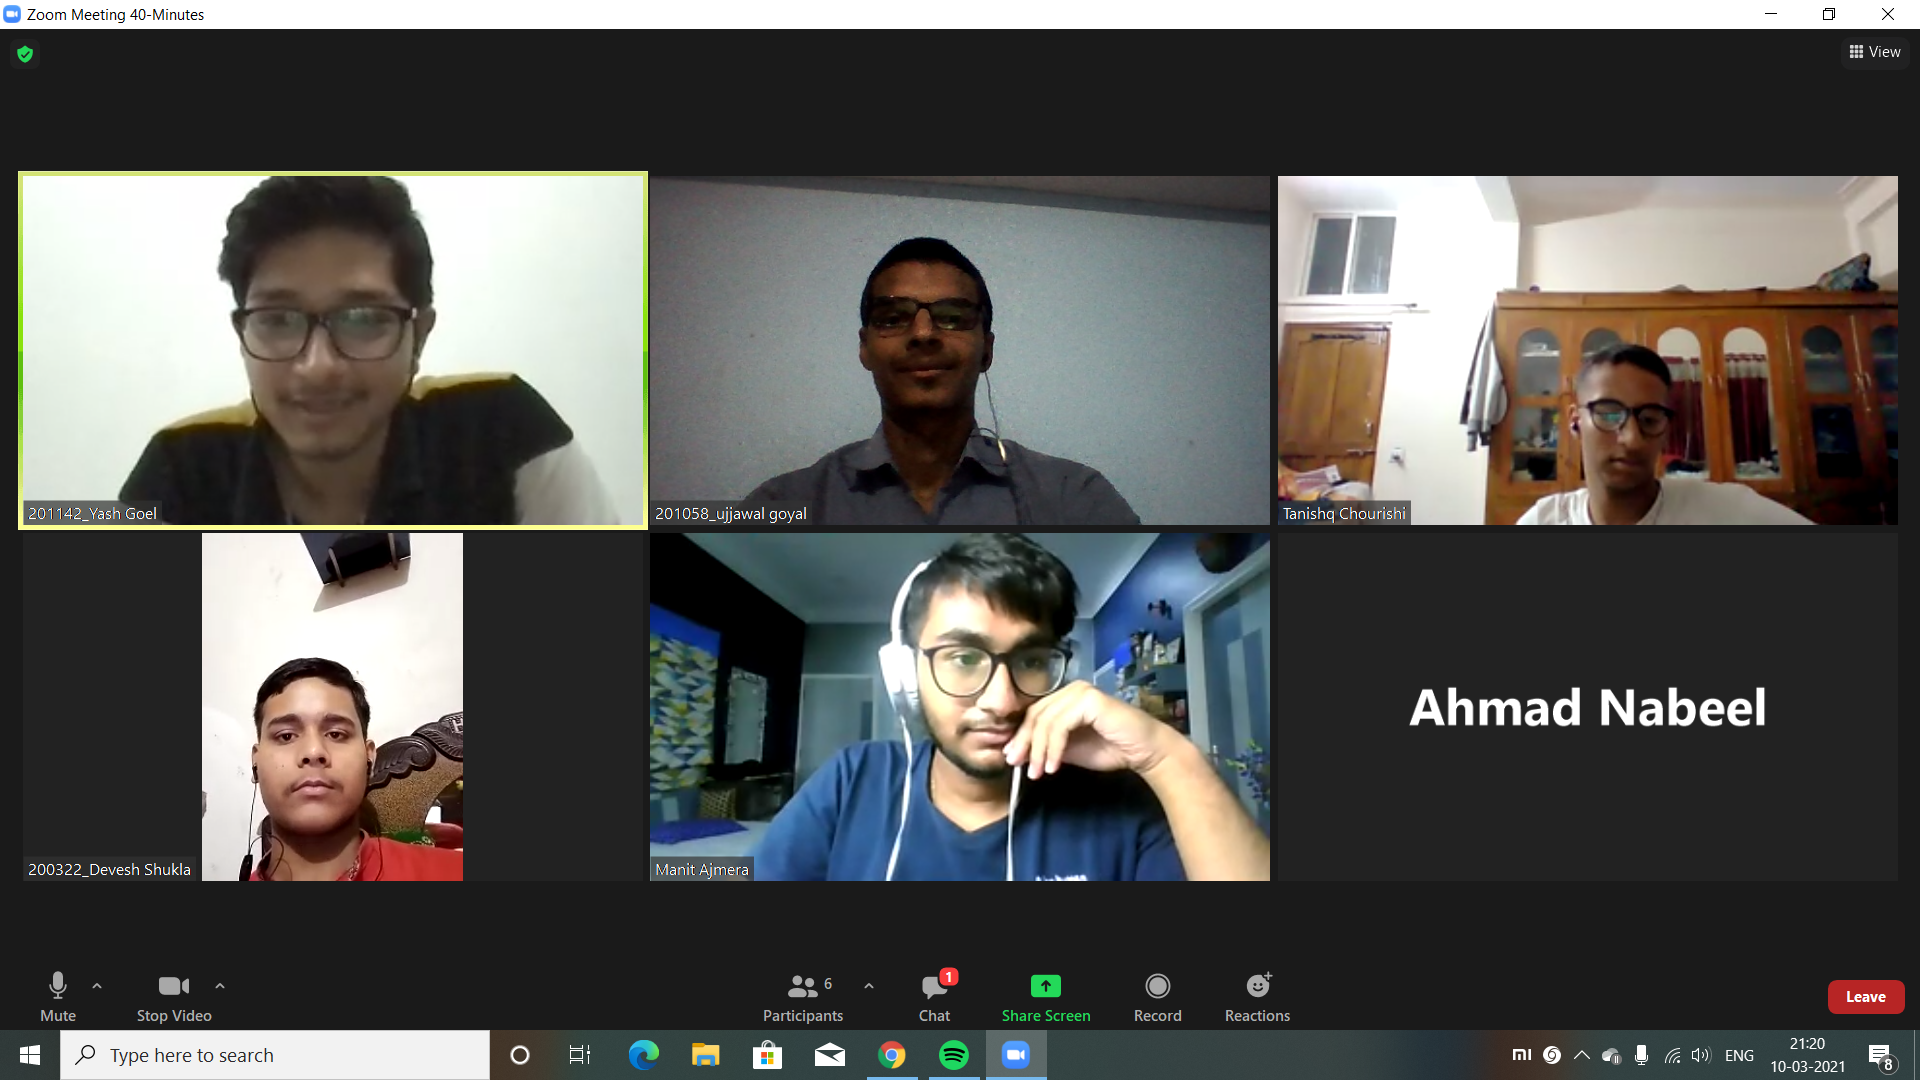 Zoom Meeting 40-Minutes
View
201142_Yash Goel
201058_ujjawal goyal
Tanishq Chourishi
200322_Devesh Shukla
Manit Ajmera
Ahmad Nabeel
Mute
Stop Video
6
Participants
1
Chat
Share Screen
Record
Reactions
Leave
Type here to search
mi
ENG
21:20
10-03-2021
8